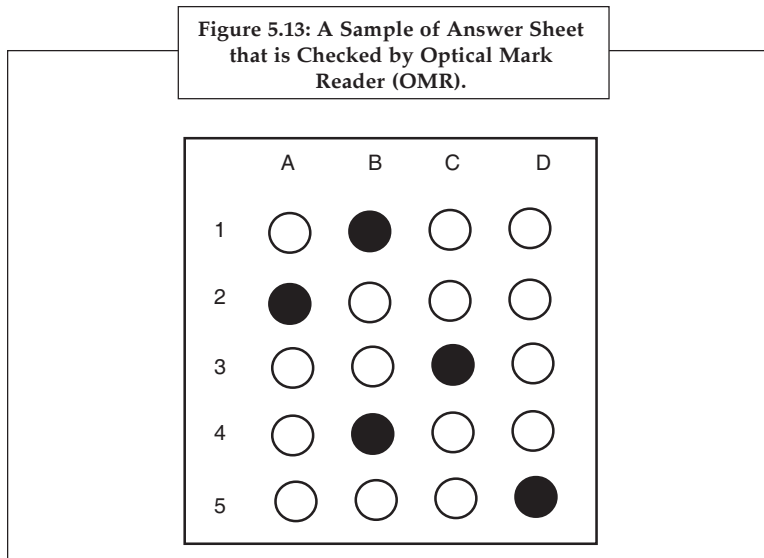 Figure 5.13: A Sample of Answer Sheet
that is Checked by Optical Mark
Reader (OMR).
A B C D
1
2
3
4
5